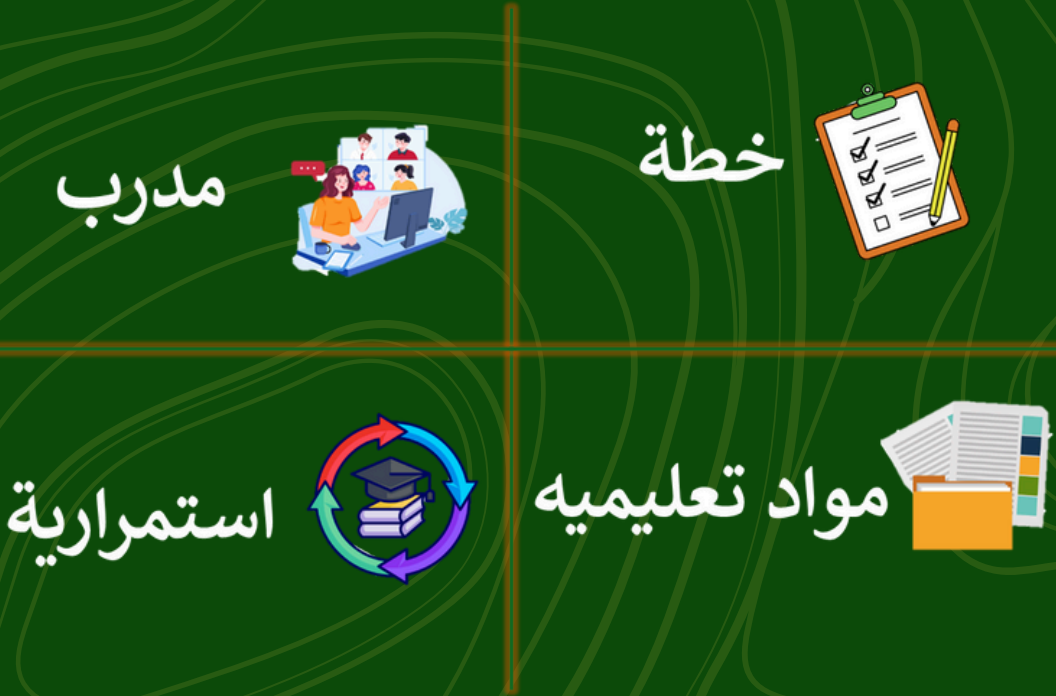 خطة
مدرب
مواد تعليميه
استمرارية